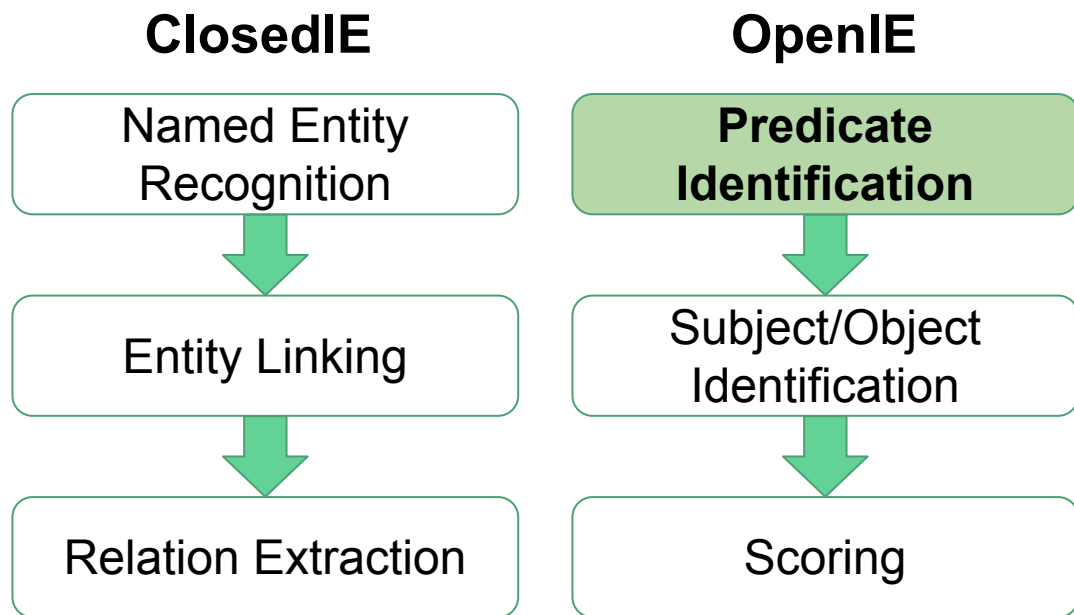 ClosedIE
Named Entity
Recognition
Entity Linking
Relation Extraction
OpenIE
Predicate
Identification
Subject/Object
Identification
Scoring